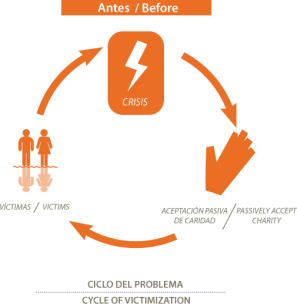 Antes / Before
CRISIS
VÍCTIMAS / VICTIMS
ACEPTACIÓN PASIVA / PASSIVELY ACCEPT
DE CARIDAD / CHARITY
CICLO DEL PROBLEMA
CYCLE OF VICTIMIZATION